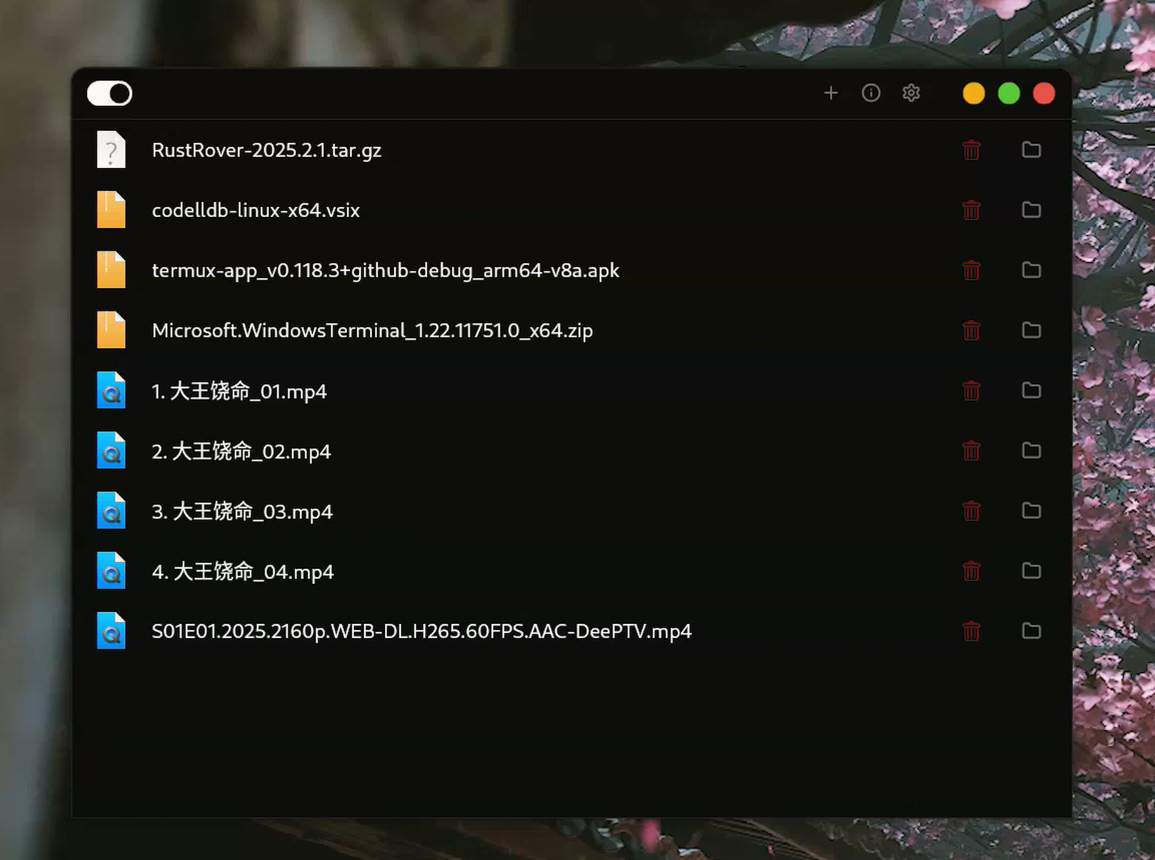 RustRover-2025.2.1.tar.gz
codelldb-linux-x64.vsix
termux-app_v0.118.3+github-debug_arm64-v8a.apk
Microsoft.WindowsTerminal_1.22.11751.0_x64.zip
1. 大王饶命_01.mp4
2. 大王饶命_02.mp4
3. 大王饶命_03.mp4
4. 大王饶命_04.mp4
S01E01.2025.2160p.WEB-DL.H265.60FPS.AAC-DeePTV.mp4